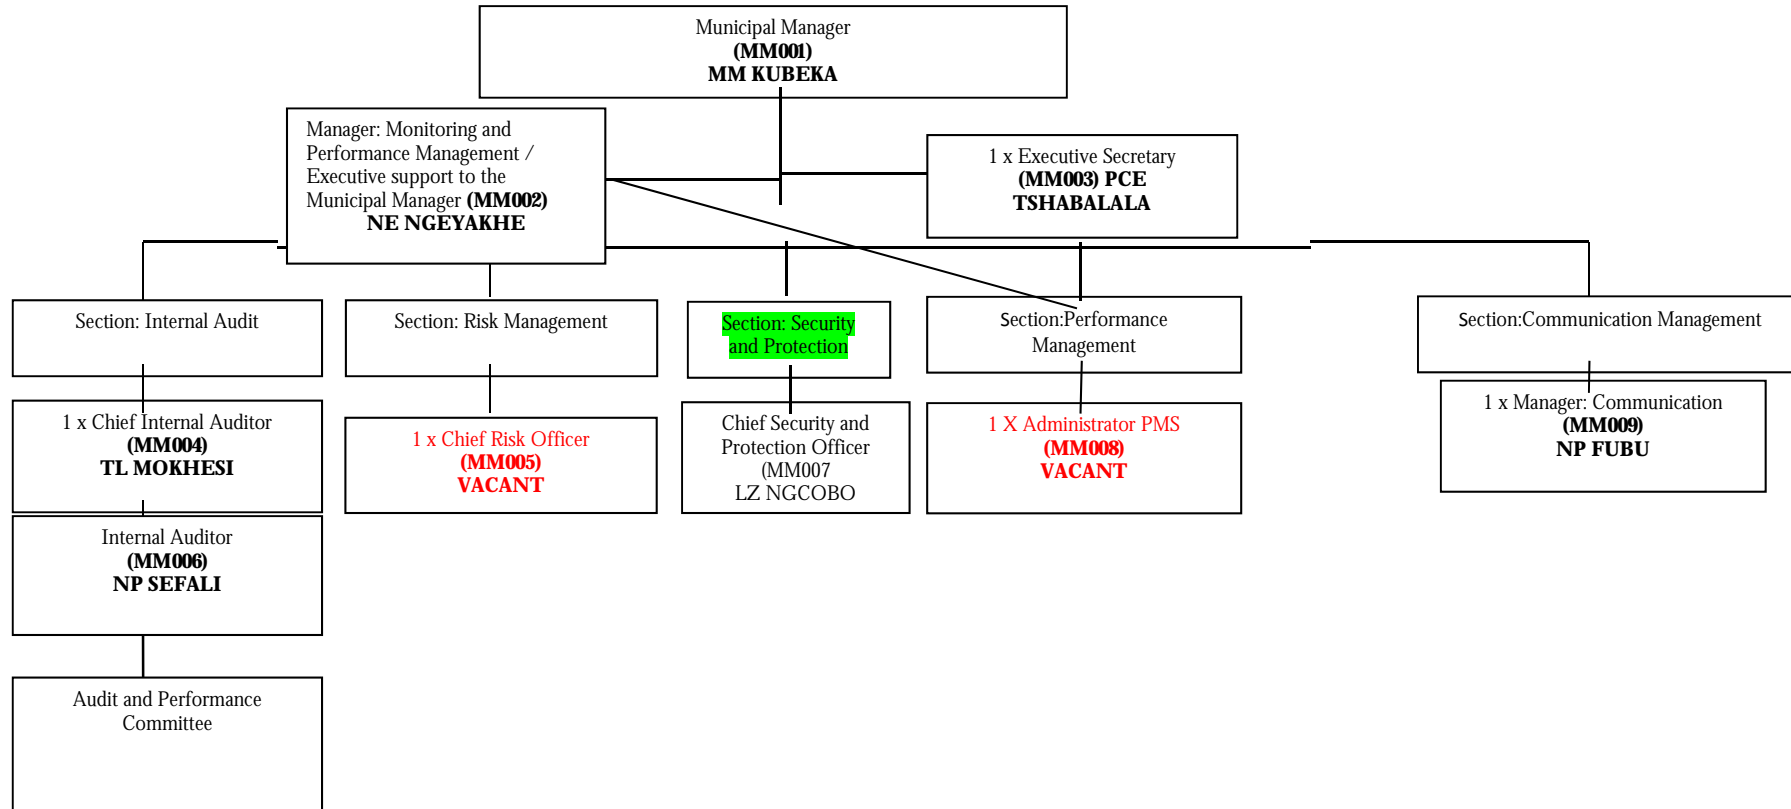 Municipal Manager
(MM001)
MM KUBEKA
Manager: Monitoring and
Performance Management /
Executive support to the
Municipal Manager (MM002)
NE NGEYAKHE
1 x Executive Secretary
(MM003) PCE
TSHABALALA
Section: Internal Audit
Section: Risk Management
Section: Security
and Protection
Section:Performance
Management
Section:Communication Management
1 x Chief Internal Auditor
(MM004)
TL MOKHESI
1 x Chief Risk Officer
(MM005)
VACANT
Chief Security and
Protection Officer
(MM007
LZ NGCOBO
1 X Administrator PMS
(MM008)
VACANT
1 x Manager: Communication
(MM009)
NP FUBU
Internal Auditor
(MM006)
NP SEFALI
Audit and Performance
Committee